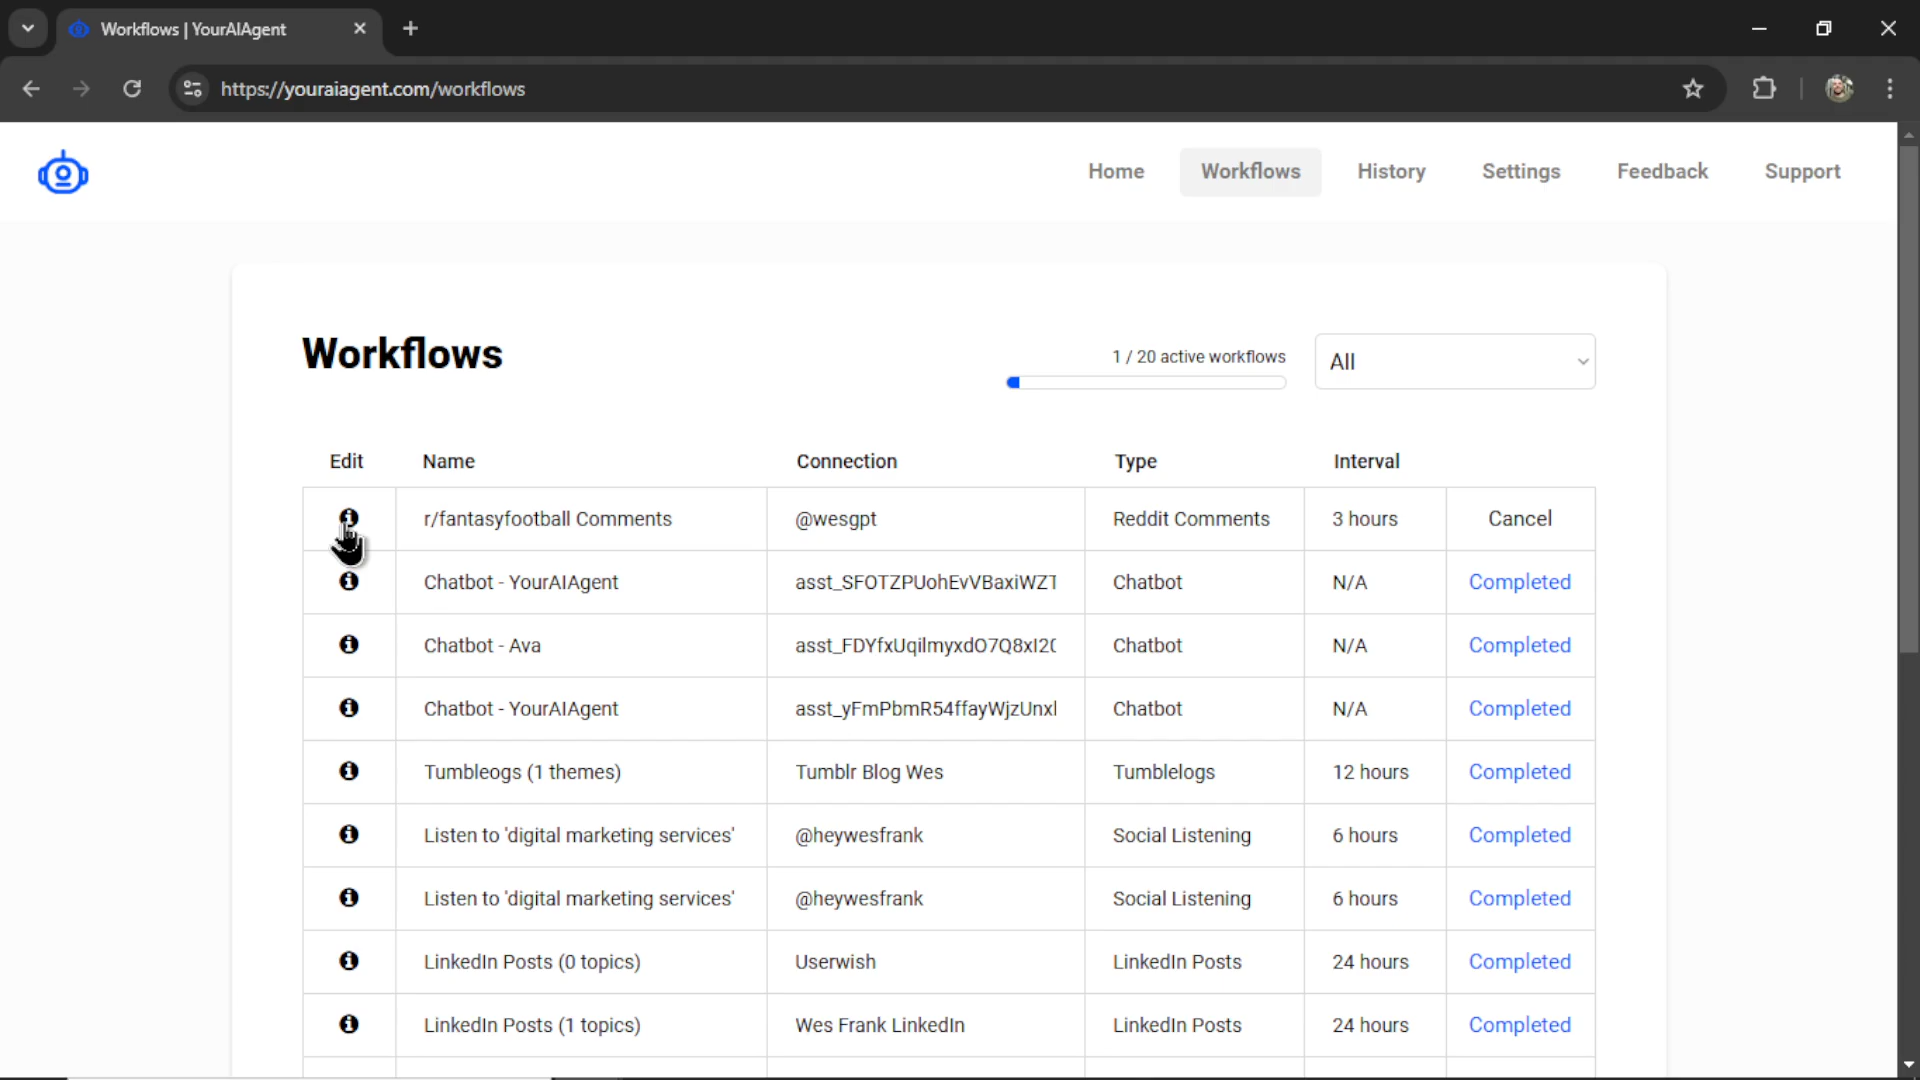 Workflows | YourAIAgent
https://youraiagent.com/workflows
Home
Workflows
History
Settings
Feedback
Support
Workflows
1 / 20 active workflows
All
Edit Name Connection Type Interval
r/fantasyfootball Comments @wesgpt Reddit Comments 3 hours Cancel
Chatbot - YourAIAgent asst_SFOTZPUohEvVBaxiWZT Chatbot N/A Completed
Chatbot - Ava asst_FDYfxUqilmyxdO7Q8xI2( Chatbot N/A Completed
Chatbot - YourAIAgent asst_yFmPbmR54ffayWjzUnxl Chatbot N/A Completed
Tumbleogs (1 themes) Tumblr Blog Wes Tumblelogs 12 hours Completed
Listen to 'digital marketing services' @heywesfrank Social Listening 6 hours Completed
Listen to 'digital marketing services' @heywesfrank Social Listening 6 hours Completed
LinkedIn Posts (0 topics) Userwish LinkedIn Posts 24 hours Completed
LinkedIn Posts (1 topics) Wes Frank LinkedIn LinkedIn Posts 24 hours Completed